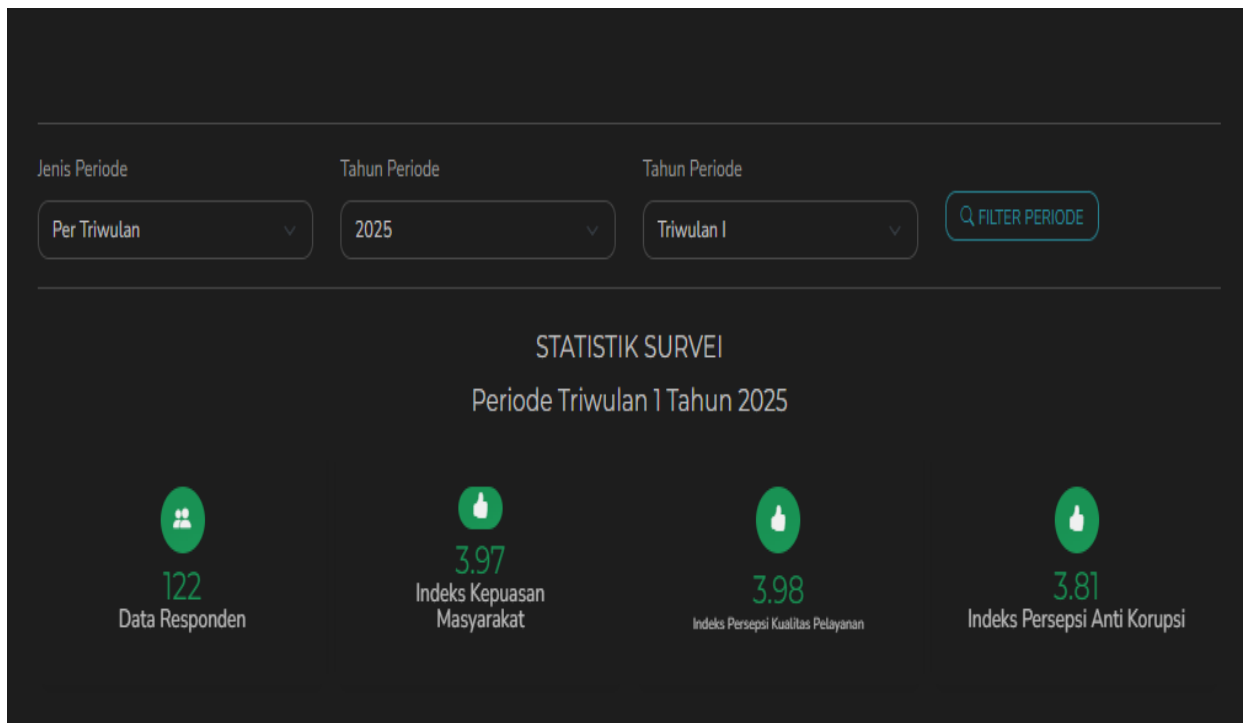 Jenis Periode
Tahun Periode
Tahun Periode
Per Triwulan
2025
Triwulan I
FILTER PERIODE
STATISTIK SURVEI
Periode Triwulan 1 Tahun 2025
122
Data Responden
3.97
Indeks Kepuasan
Masyarakat
3.98
Indeks Persepsi Kualitas Pelayanan
3.81
Indeks Persepsi Anti Korupsi